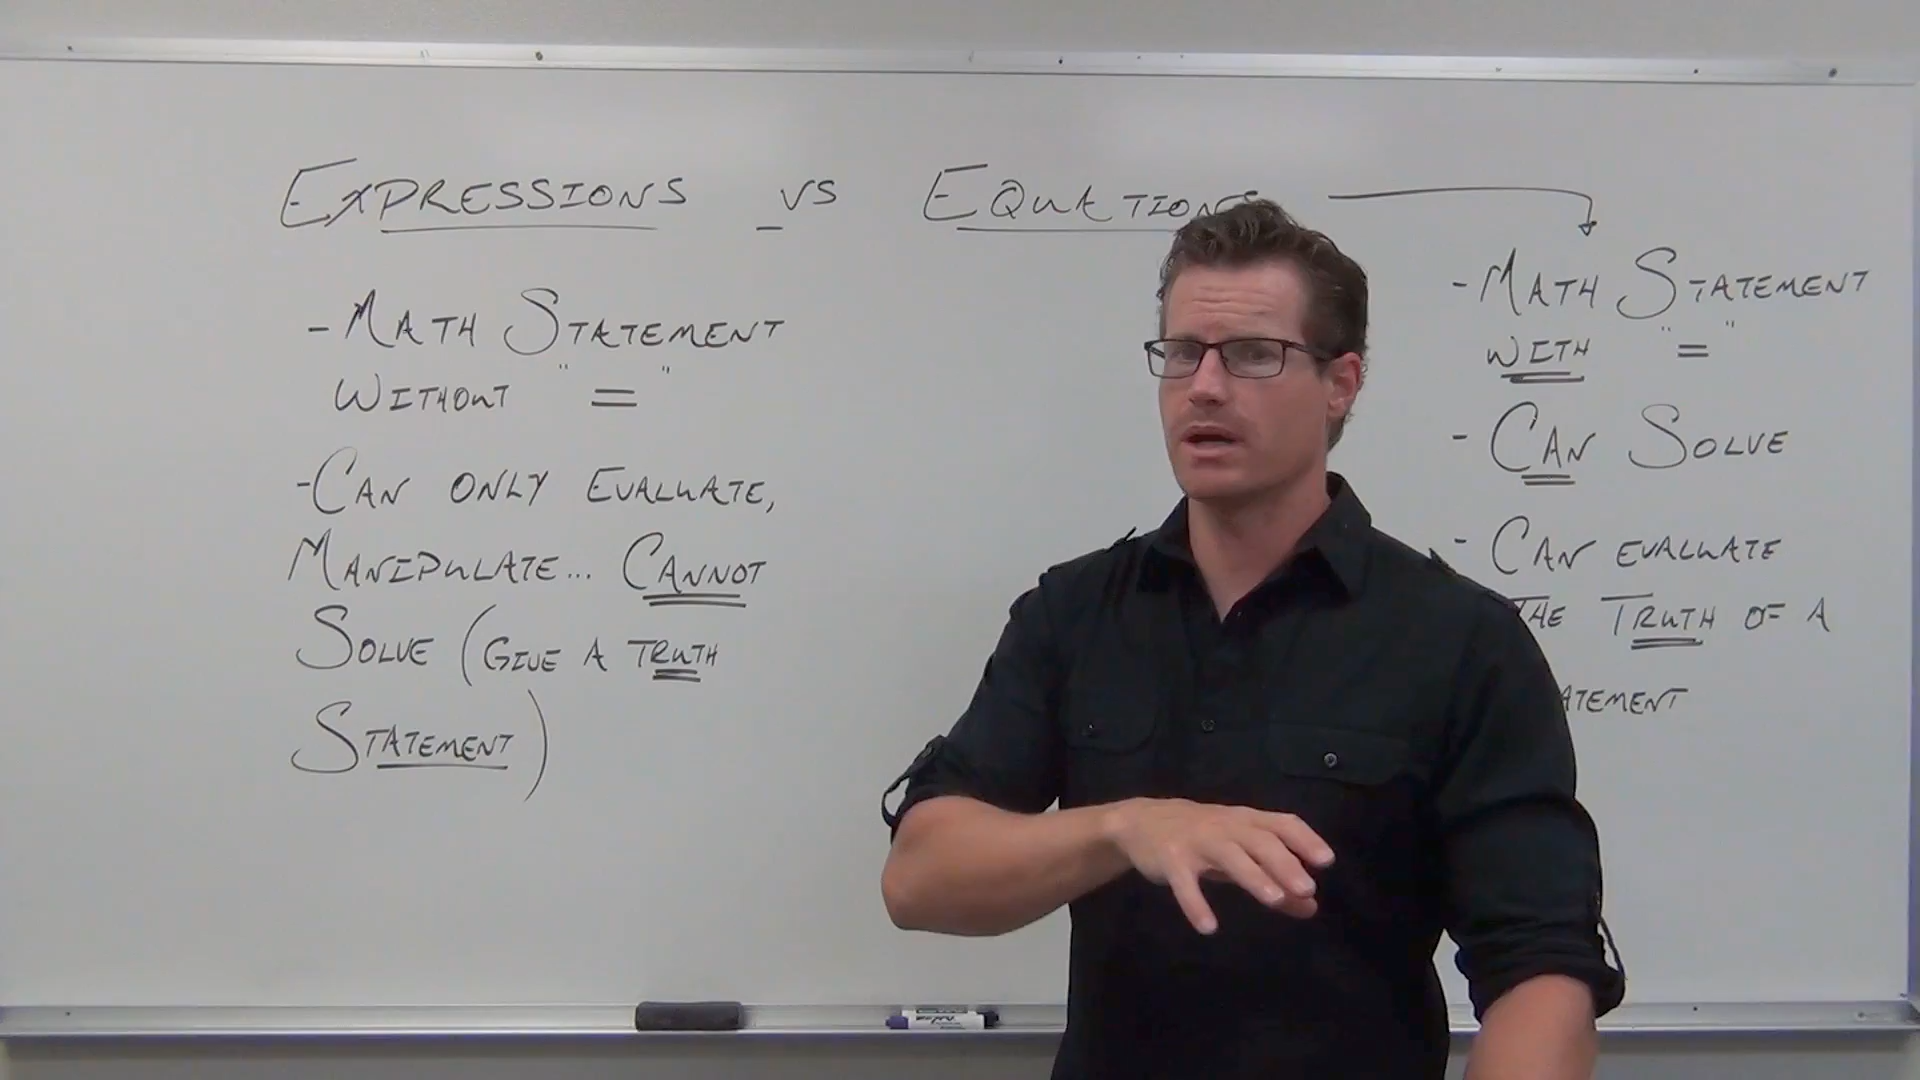 EXPRESSIONS VS EQUATIONS
- MATH STATEMENT
WITHOUT " = "
- CAN ONLY EVALUATE,
MANIPULATE... CANNOT
SOLVE (GIVE A TRUTH
STATEMENT)
- MATH STATEMENT
WITH " = "
- CAN SOLVE
- CAN EVALUATE
THE TRUTH OF A
ATEMENT